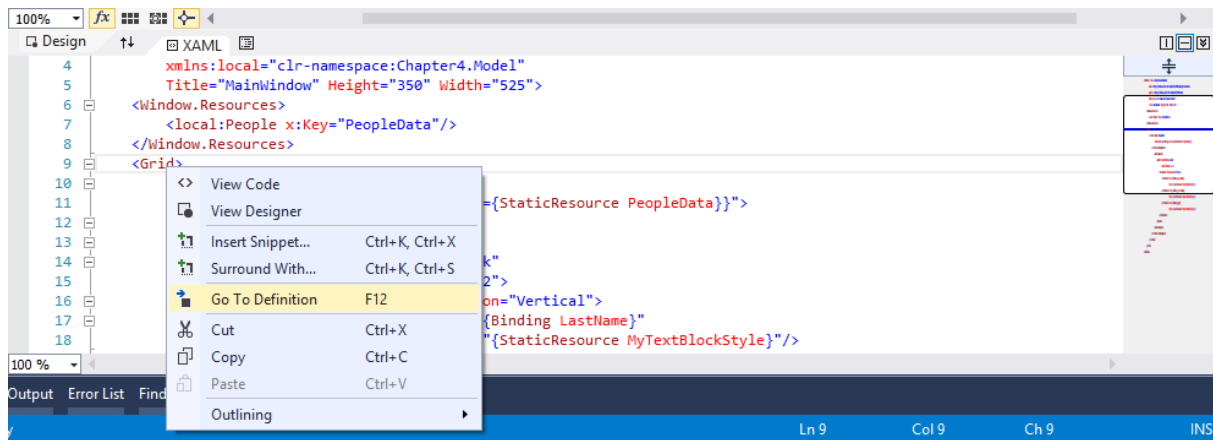 100% fx
Design XAML
4 xmlns:local="clr-namespace:Chapter4.Model"
5 Title="MainWindow" Height="350" Width="525">
6 <Window.Resources>
7 <local:People x:Key="PeopleData"/>
8 </Window.Resources>
9 <Grid>
10 View Code
11 ={StaticResource PeopleData}}">
View Designer
12
13 Insert Snippet... Ctrl+K, Ctrl+X
14 k"
Surround With... Ctrl+K, Ctrl+S
15 2">
16 Go To Definition F12 on="Vertical">
17 {Binding LastName}"
Cut Ctrl+X
18 "{StaticResource MyTextBlockStyle}"/>
100 % Copy Ctrl+C
Paste Ctrl+V
Output Error List Find
Outlining
Ln 9 Col 9 Ch 9 INS